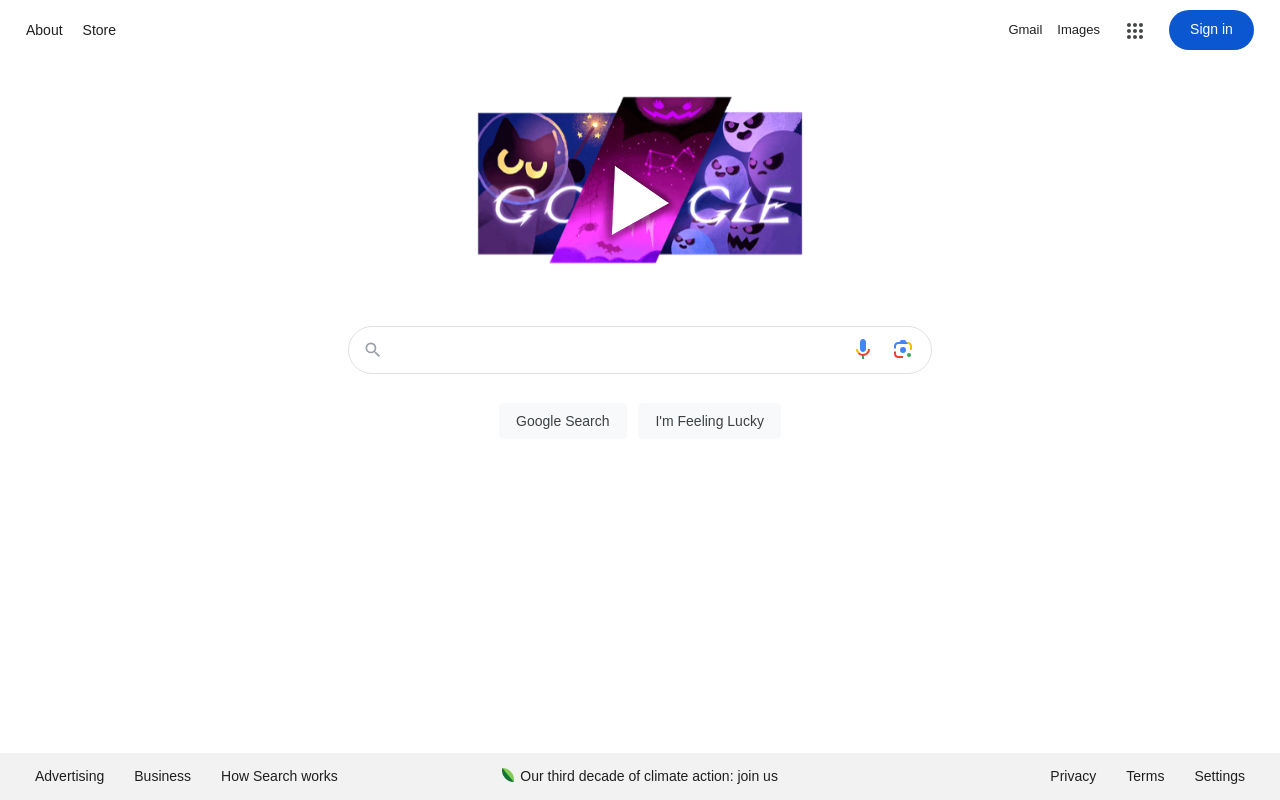 About Store Gmail Images Sign in
GOOGLE
Google Search I'm Feeling Lucky
Advertising Business How Search works Our third decade of climate action: join us Privacy Terms Settings